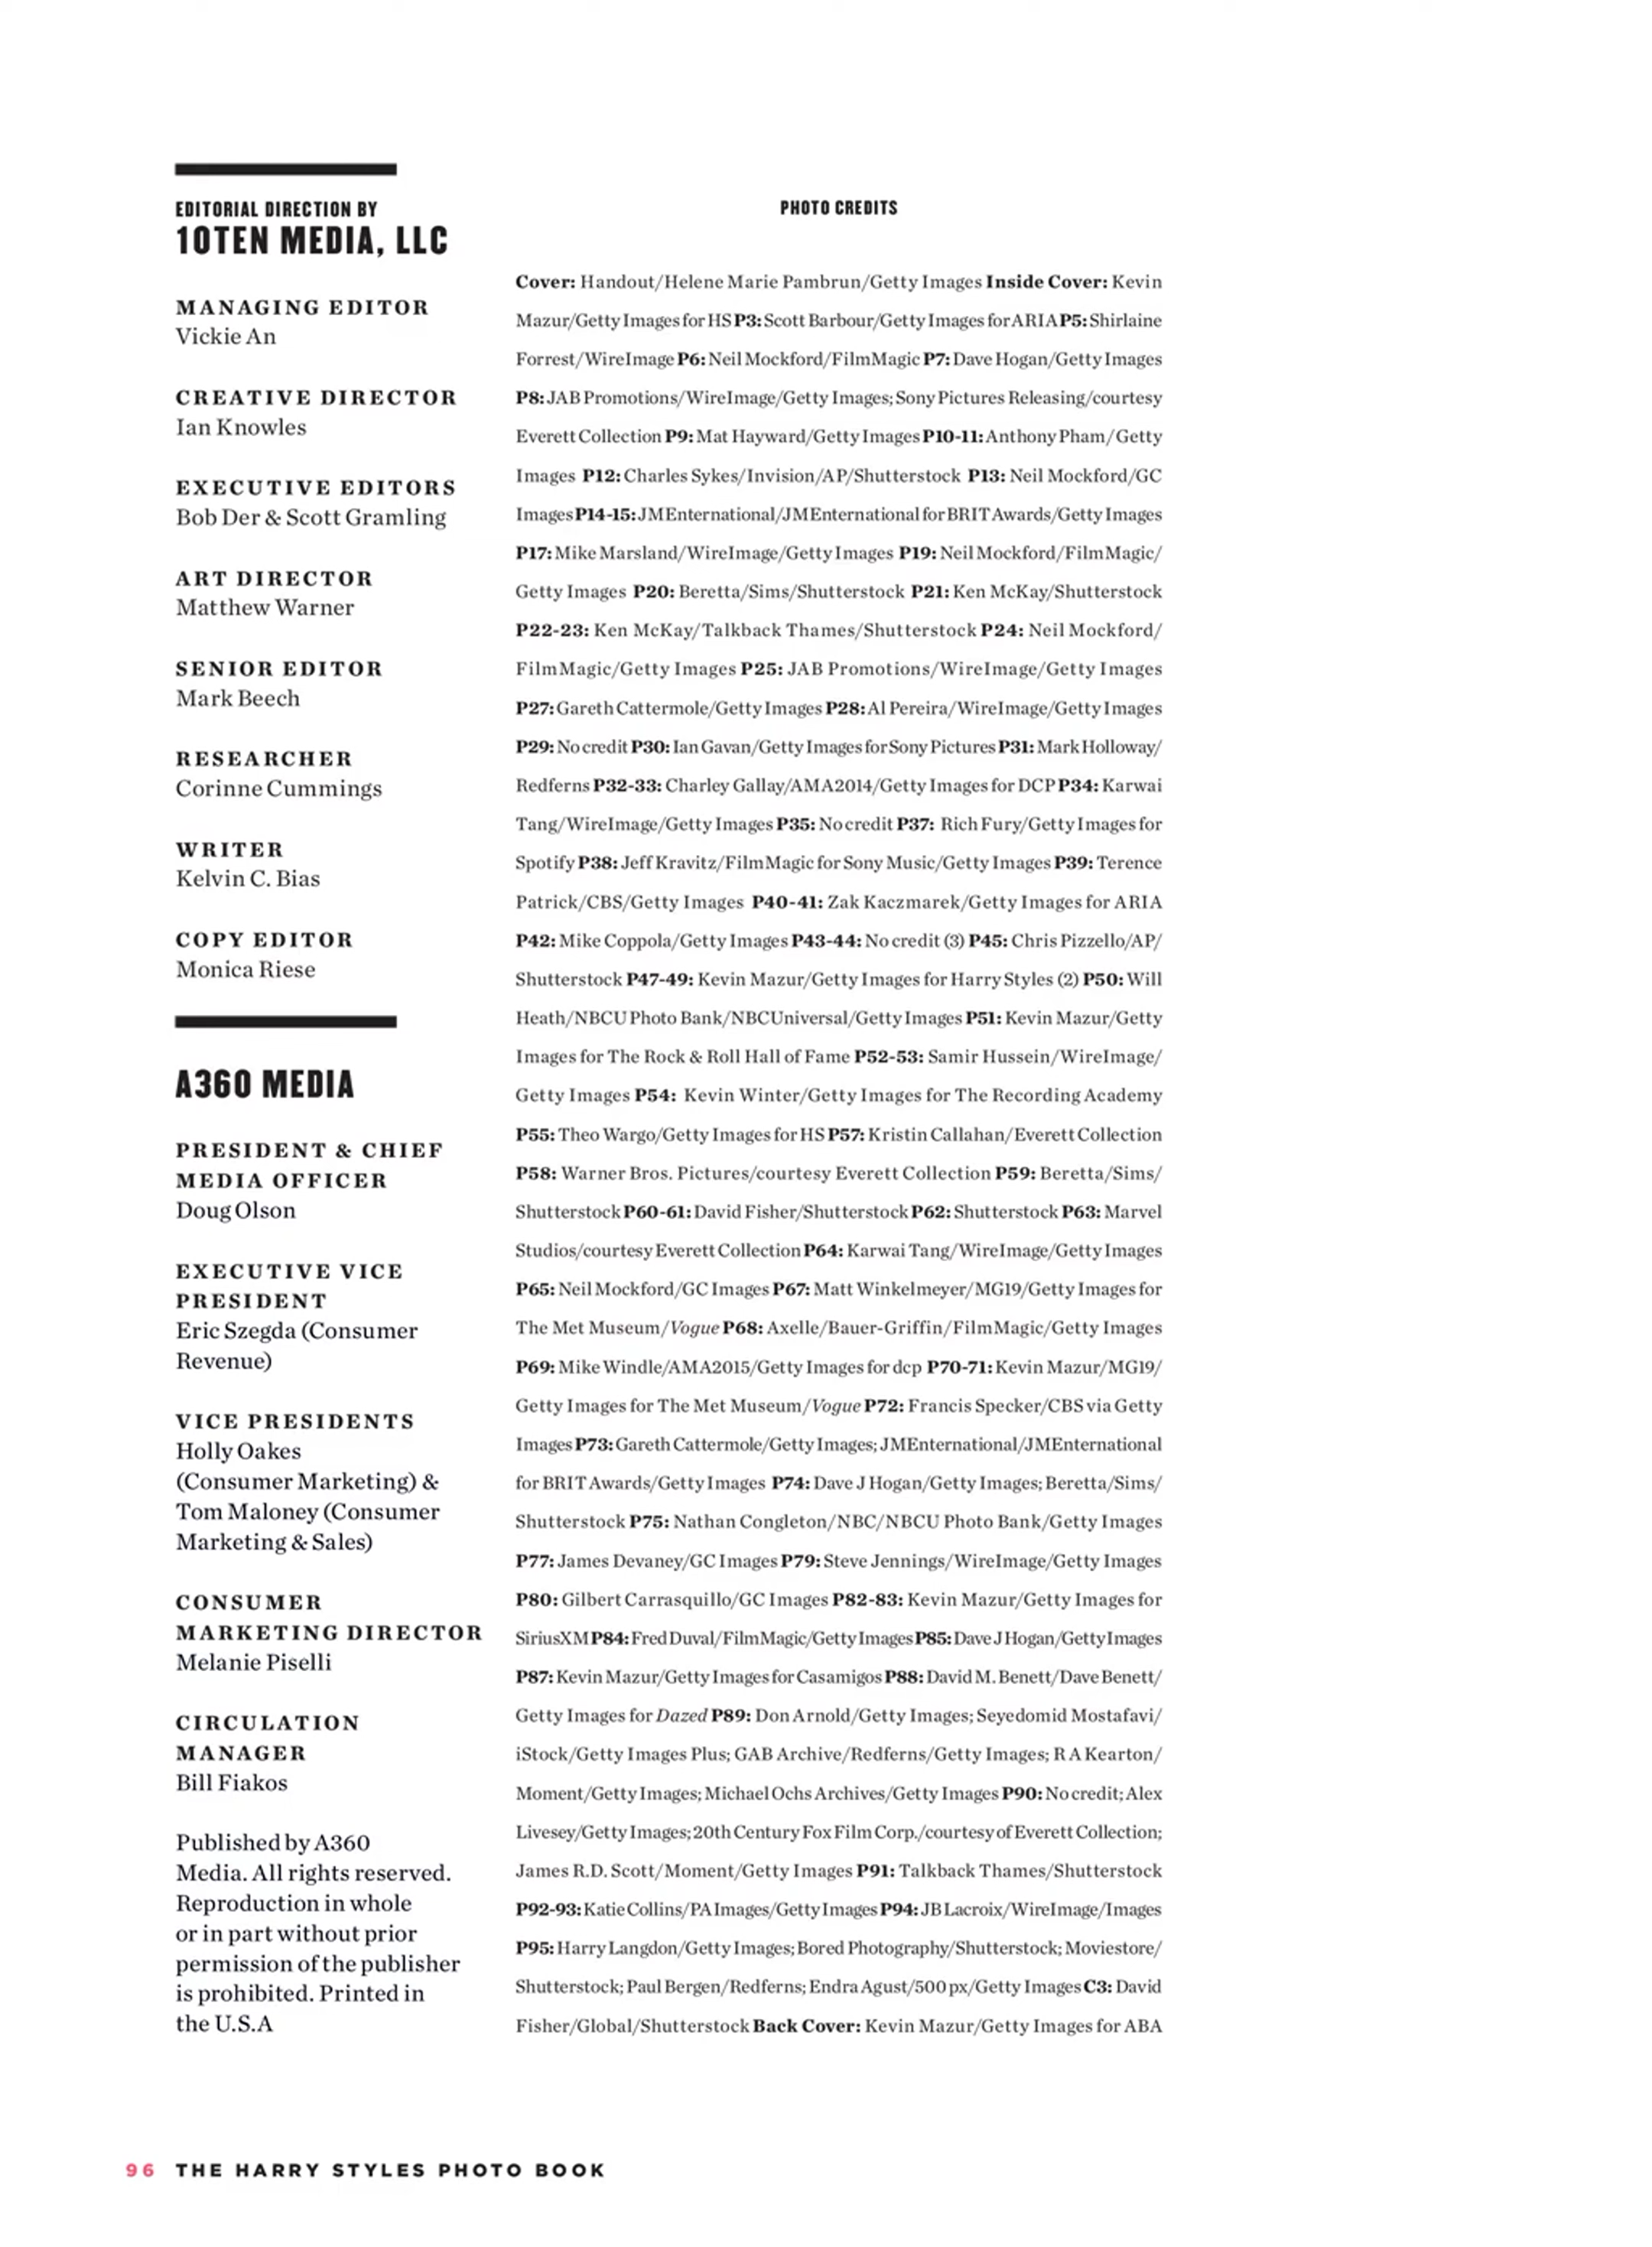 EDITORIAL DIRECTION BY
10TEN MEDIA, LLC
MANAGING EDITOR
Vickie An
CREATIVE DIRECTOR
Ian Knowles
EXECUTIVE EDITORS
Bob Der & Scott Gramling
ART DIRECTOR
Matthew Warner
SENIOR EDITOR
Mark Beech
RESEARCHER
Corinne Cummings
WRITER
Kelvin C. Bias
COPY EDITOR
Monica Riese
A360 MEDIA
PRESIDENT & CHIEF
MEDIA OFFICER
Doug Olson
EXECUTIVE VICE
PRESIDENT
Eric Szegda (Consumer
Revenue)
VICE PRESIDENTS
Holly Oakes
(Consumer Marketing) &
Tom Maloney (Consumer
Marketing & Sales)
CONSUMER
MARKETING DIRECTOR
Melanie Piselli
CIRCULATION
MANAGER
Bill Fiakos
Published by A360
Media. All rights reserved.
Reproduction in whole
or in part without prior
permission of the publisher
is prohibited. Printed in
the U.S.A
PHOTO CREDITS
Cover: Handout/Helene Marie Pambrun/Getty Images Inside Cover: Kevin
Mazur/Getty Images for HS P3: Scott Barbour/Getty Images for ARIA P5: Shirlaine
Forrest/WireImage P6: Neil Mockford/FilmMagic P7: Dave Hogan/Getty Images
P8: JAB Promotions/WireImage/Getty Images; Sony Pictures Releasing/courtesy
Everett Collection P9: Mat Hayward/Getty Images P10-11: Anthony Pham/Getty
Images P12: Charles Sykes/Invision/AP/Shutterstock P13: Neil Mockford/GC
Images P14-15: JMEnternational/JMEnternational for BRIT Awards/Getty Images
P17: Mike Marsland/WireImage/Getty Images P19: Neil Mockford/FilmMagic/
Getty Images P20: Beretta/Sims/Shutterstock P21: Ken McKay/Shutterstock
P22-23: Ken McKay/Talkback Thames/Shutterstock P24: Neil Mockford/
FilmMagic/Getty Images P25: JAB Promotions/WireImage/Getty Images
P27: Gareth Cattermole/Getty Images P28: Al Pereira/WireImage/Getty Images
P29: No credit P30: Ian Gavan/Getty Images for Sony Pictures P31: Mark Holloway/
Redferns P32-33: Charley Gallay/AMA2014/Getty Images for DCP P34: Karwai
Tang/WireImage/Getty Images P35: No credit P37: Rich Fury/Getty Images for
Spotify P38: Jeff Kravitz/FilmMagic for Sony Music/Getty Images P39: Terence
Patrick/CBS/Getty Images P40-41: Zak Kaczmarek/Getty Images for ARIA
P42: Mike Coppola/Getty Images P43-44: No credit (3) P45: Chris Pizzello/AP/
Shutterstock P47-49: Kevin Mazur/Getty Images for Harry Styles (2) P50: Will
Heath/NBCU Photo Bank/NBCUniversal/Getty Images P51: Kevin Mazur/Getty
Images for The Rock & Roll Hall of Fame P52-53: Samir Hussein/WireImage/
Getty Images P54: Kevin Winter/Getty Images for The Recording Academy
P55: Theo Wargo/Getty Images for HS P57: Kristin Callahan/Everett Collection
P58: Warner Bros. Pictures/courtesy Everett Collection P59: Beretta/Sims/
Shutterstock P60-61: David Fisher/Shutterstock P62: Shutterstock P63: Marvel
Studios/courtesy Everett Collection P64: Karwai Tang/WireImage/Getty Images
P65: Neil Mockford/GC Images P67: Matt Winkelmeyer/MG19/Getty Images for
The Met Museum/Vogue P68: Axelle/Bauer-Griffin/FilmMagic/Getty Images
P69: Mike Windle/AMA2015/Getty Images for dcp P70-71: Kevin Mazur/MG19/
Getty Images for The Met Museum/Vogue P72: Francis Specker/CBS via Getty
Images P73: Gareth Cattermole/Getty Images; JMEnternational/JMEnternational
for BRIT Awards/Getty Images P74: Dave J Hogan/Getty Images; Beretta/Sims/
Shutterstock P75: Nathan Congleton/NBC/NBCU Photo Bank/Getty Images
P77: James Devaney/GC Images P79: Steve Jennings/WireImage/Getty Images
P80: Gilbert Carrasquillo/GC Images P82-83: Kevin Mazur/Getty Images for
SiriusXM P84: Fred Duval/FilmMagic/Getty Images P85: Dave J Hogan/Getty Images
P87: Kevin Mazur/Getty Images for Casamigos P88: David M. Benett/Dave Benett/
Getty Images for Dazed P89: Don Arnold/Getty Images; Seyedomid Mostafavi/
iStock/Getty Images Plus; GAB Archive/Redferns/Getty Images; R A Kearton/
Moment/Getty Images; Michael Ochs Archives/Getty Images P90: No credit; Alex
Livesey/Getty Images; 20th Century Fox Film Corp./courtesy of Everett Collection;
James R.D. Scott/Moment/Getty Images P91: Talkback Thames/Shutterstock
P92-93: Katie Collins/PA Images/Getty Images P94: JB Lacroix/WireImage/Images
P95: Harry Langdon/Getty Images; Bored Photography/Shutterstock; Moviestore/
Shutterstock; Paul Bergen/Redferns; Endra Agust/500px/Getty Images C3: David
Fisher/Global/Shutterstock Back Cover: Kevin Mazur/Getty Images for ABA
96 THE HARRY STYLES PHOTO BOOK